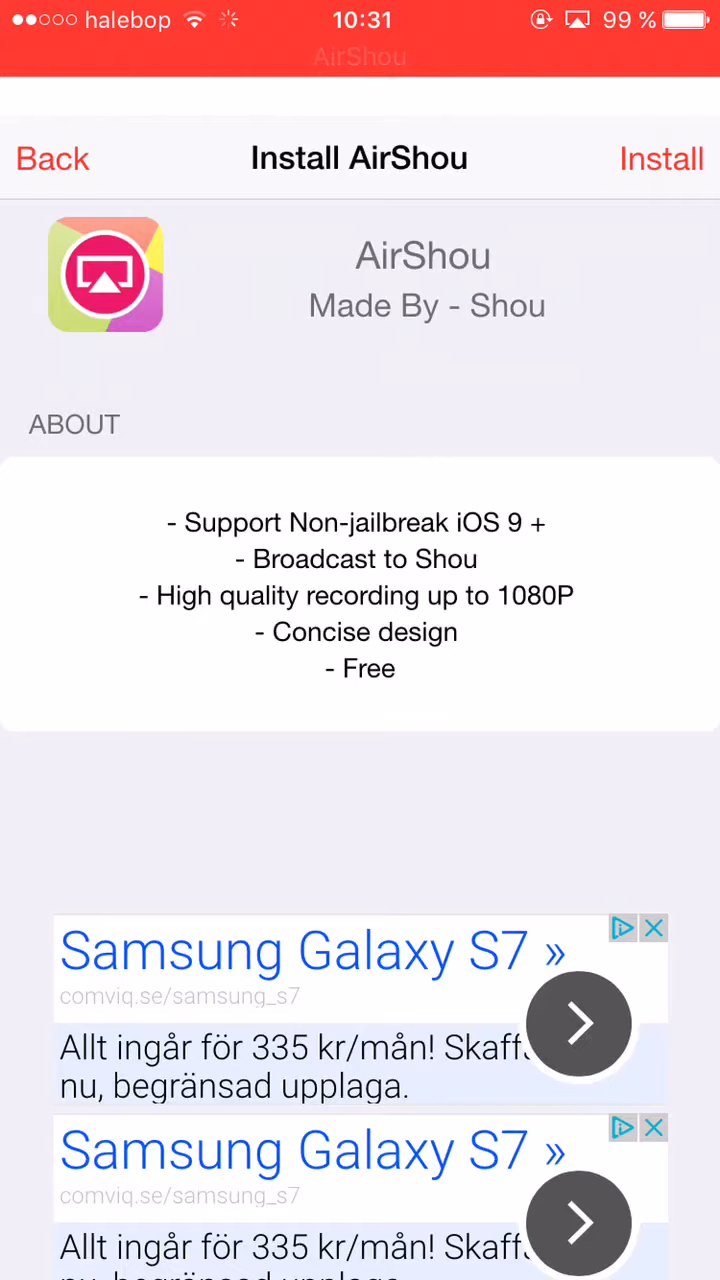 halebop 10:31 99 %
AirShou
Back Install AirShou Install
AirShou
Made By - Shou
ABOUT
- Support Non-jailbreak iOS 9 +
- Broadcast to Shou
- High quality recording up to 1080P
- Concise design
- Free
Samsung Galaxy S7 »
comviq.se/samsung_s7
Allt ingår för 335 kr/mån!
nu, begränsad upplaga.
Samsung Galaxy S7 »
comviq.se/samsung_s7
Allt ingår för 335 kr/mån!